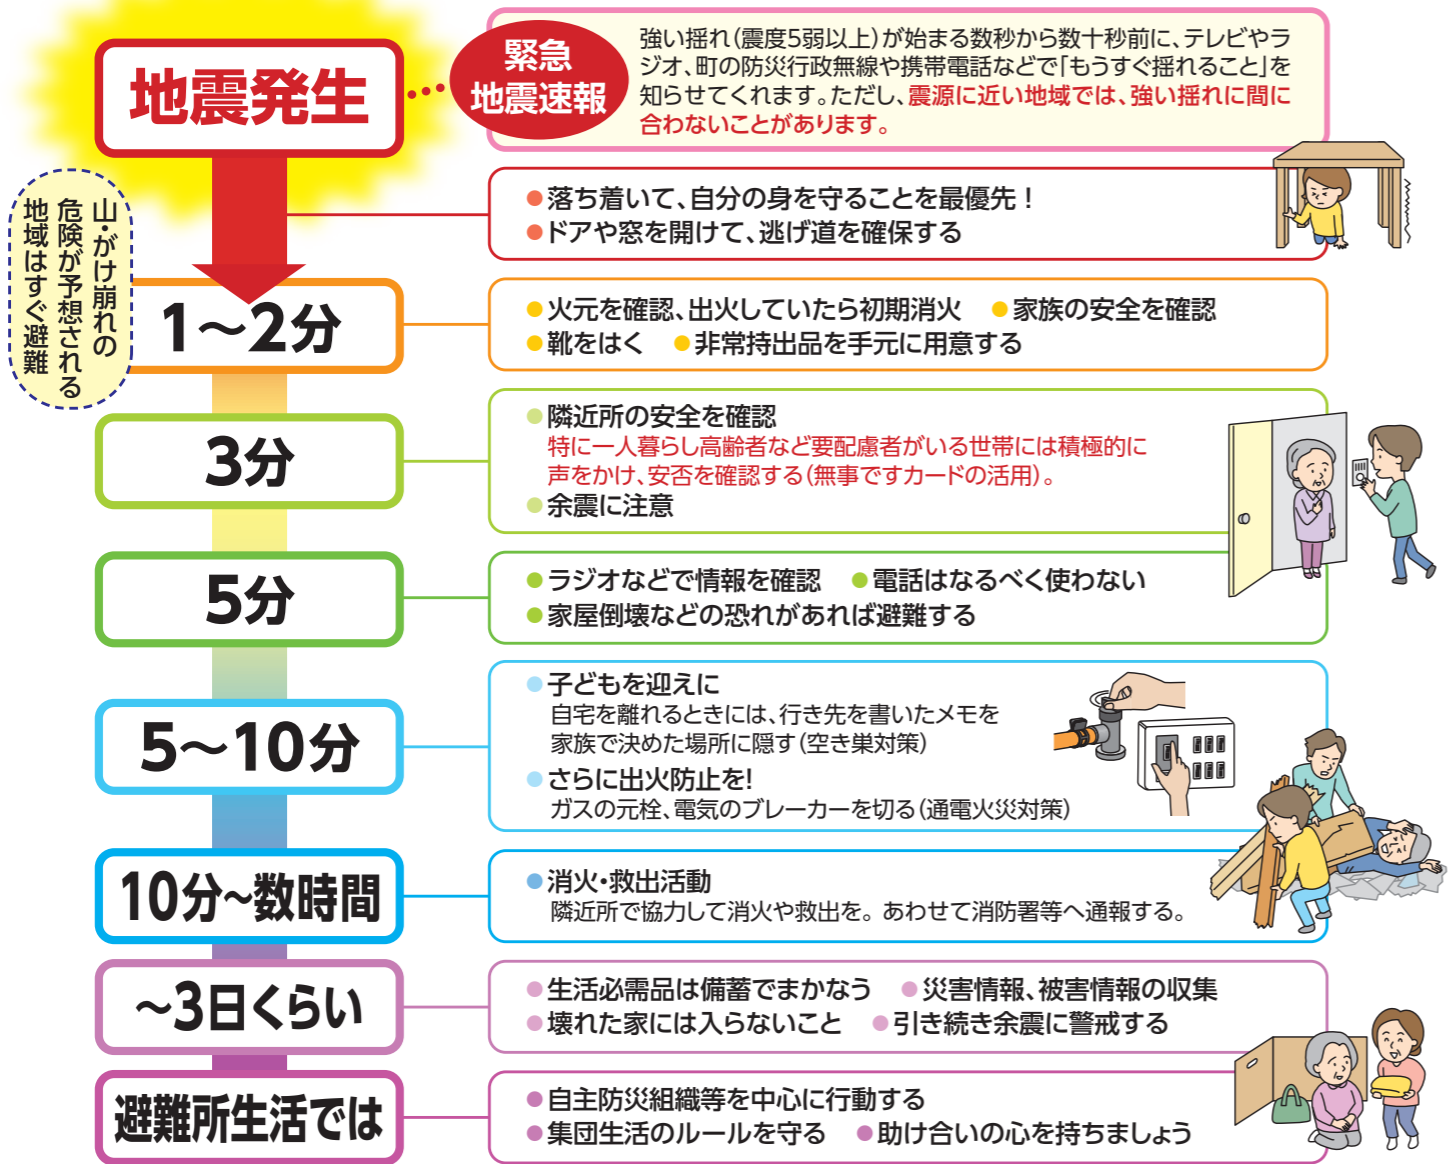 地震発生
緊急
地震速報
強い揺れ(震度5弱以上)が始まる数秒から数十秒前に、テレビやラ
ジオ、町の防災行政無線や携帯電話などで「もうすぐ揺れること」を
知らせてくれます。ただし、震源に近い地域では、強い揺れに間に
合わないことがあります。
山・がけ崩れの
危険が予想される
地域はすぐ避難
●落ち着いて、自分の身を守ることを最優先!
●ドアや窓を開けて、逃げ道を確保する
1〜2分
●火元を確認、出火していたら初期消火 ●家族の安全を確認
●靴をはく ●非常持出品を手元に用意する
3分
●隣近所の安全を確認
特に一人暮らし高齢者など要配慮者がいる世帯には積極的に
声をかけ、安否を確認する(無事ですカードの活用)。
●余震に注意
5分
●ラジオなどで情報を確認 ●電話はなるべく使わない
●家屋倒壊などの恐れがあれば避難する
5〜10分
●子どもを迎えに
自宅を離れるときには、行き先を書いたメモを
家族で決めた場所に隠す(空き巣対策)
●さらに出火防止を!
ガスの元栓、電気のブレーカーを切る(通電火災対策)
10分〜数時間
●消火・救出活動
隣近所で協力して消火や救出を。あわせて消防署等へ通報する。
〜3日くらい
●生活必需品は備蓄でまかなう ●災害情報、被害情報の収集
●壊れた家には入らないこと ●引き続き余震に警戒する
避難所生活では
●自主防災組織等を中心に行動する
●集団生活のルールを守る ●助け合いの心を持ちましょう